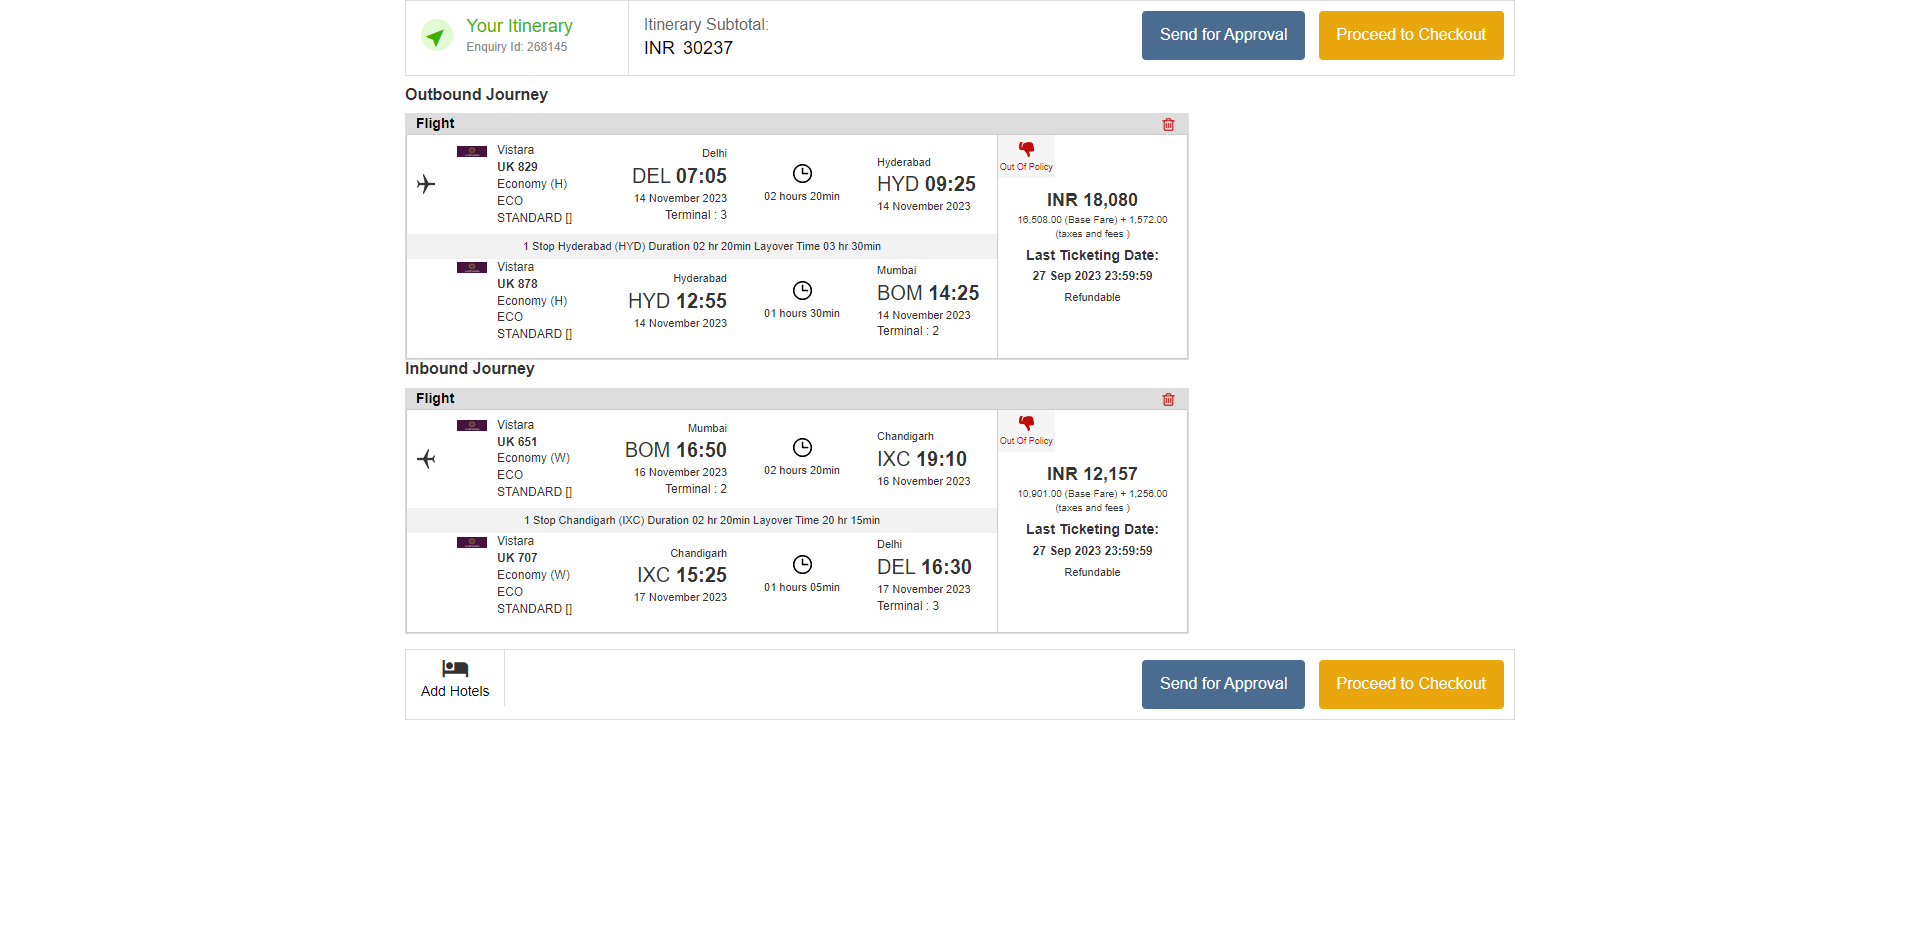 Your Itinerary
Enquiry Id: 268145
Itinerary Subtotal:
INR 30237
Send for Approval
Proceed to Checkout
Outbound Journey
Flight
Vistara
UK 829
Economy (H)
ECO
STANDARD []
Delhi
DEL 07:05
14 November 2023
Terminal : 3
02 hours 20min
Hyderabad
HYD 09:25
14 November 2023
Out Of Policy
INR 18,080
16,508.00 (Base Fare) + 1,572.00
(taxes and fees )
Last Ticketing Date:
27 Sep 2023 23:59:59
Refundable
1 Stop Hyderabad (HYD) Duration 02 hr 20min Layover Time 03 hr 30min
Vistara
UK 878
Economy (H)
ECO
STANDARD []
Hyderabad
HYD 12:55
14 November 2023
01 hours 30min
Mumbai
BOM 14:25
14 November 2023
Terminal : 2
Inbound Journey
Flight
Vistara
UK 651
Economy (W)
ECO
STANDARD []
Mumbai
BOM 16:50
16 November 2023
Terminal : 2
02 hours 20min
Chandigarh
IXC 19:10
16 November 2023
Out Of Policy
INR 12,157
10,901.00 (Base Fare) + 1,256.00
(taxes and fees )
Last Ticketing Date:
27 Sep 2023 23:59:59
Refundable
1 Stop Chandigarh (IXC) Duration 02 hr 20min Layover Time 20 hr 15min
Vistara
UK 707
Economy (W)
ECO
STANDARD []
Chandigarh
IXC 15:25
17 November 2023
01 hours 05min
Delhi
DEL 16:30
17 November 2023
Terminal : 3
Add Hotels
Send for Approval
Proceed to Checkout